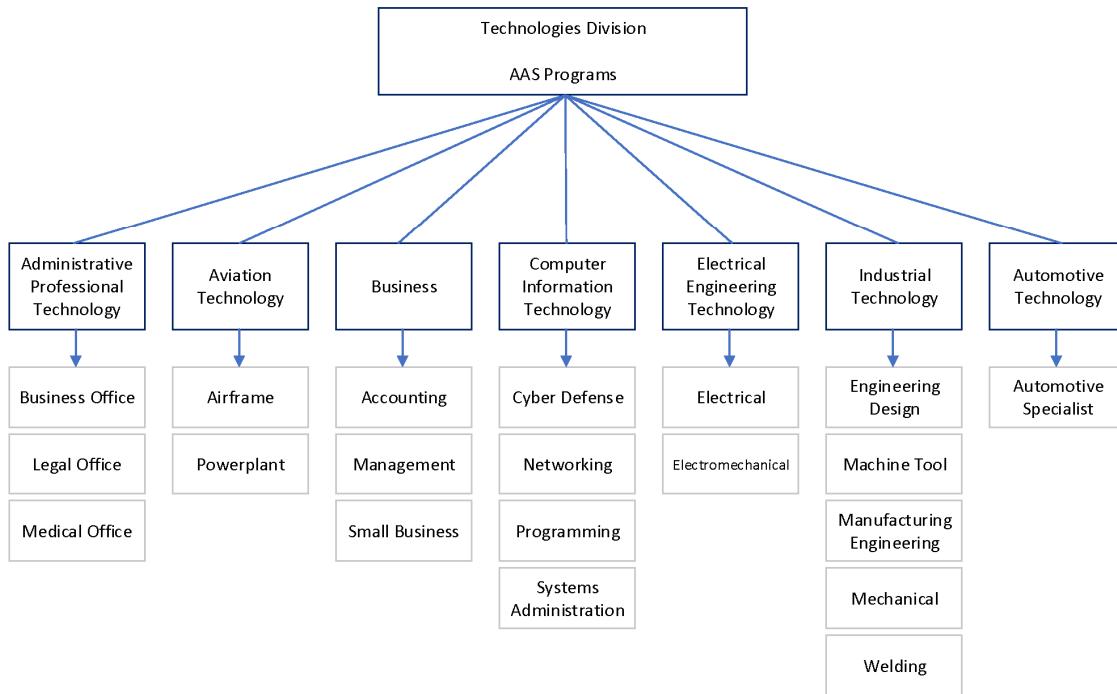 Technologies Division
AAS Programs
Administrative
Professional
Technology
Aviation
Technology
Business
Computer
Information
Technology
Electrical
Engineering
Technology
Industrial
Technology
Automotive
Technology
Business Office
Legal Office
Medical Office
Airframe
Powerplant
Accounting
Management
Small Business
Cyber Defense
Networking
Programming
Systems
Administration
Electrical
Electromechanical
Engineering
Design
Machine Tool
Manufacturing
Engineering
Mechanical
Welding
Automotive
Specialist